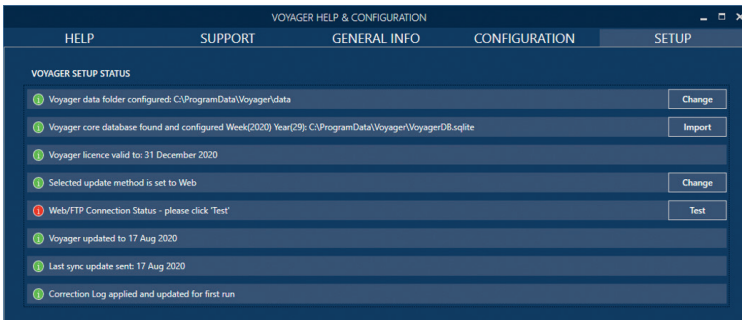 VOYAGER HELP & CONFIGURATION
HELP SUPPORT GENERAL INFO CONFIGURATION SETUP
VOYAGER SETUP STATUS
Voyager data folder configured: C:\ProgramData\Voyager\data Change
Voyager core database found and configured Week(2020) Year(29): C:\ProgramData\Voyager\VoyagerDB.sqlite Import
Voyager licence valid to: 31 December 2020
Selected update method is set to Web Change
Web/FTP Connection Status - please click 'Test' Test
Voyager updated to 17 Aug 2020
Last sync update sent: 17 Aug 2020
Correction Log applied and updated for first run